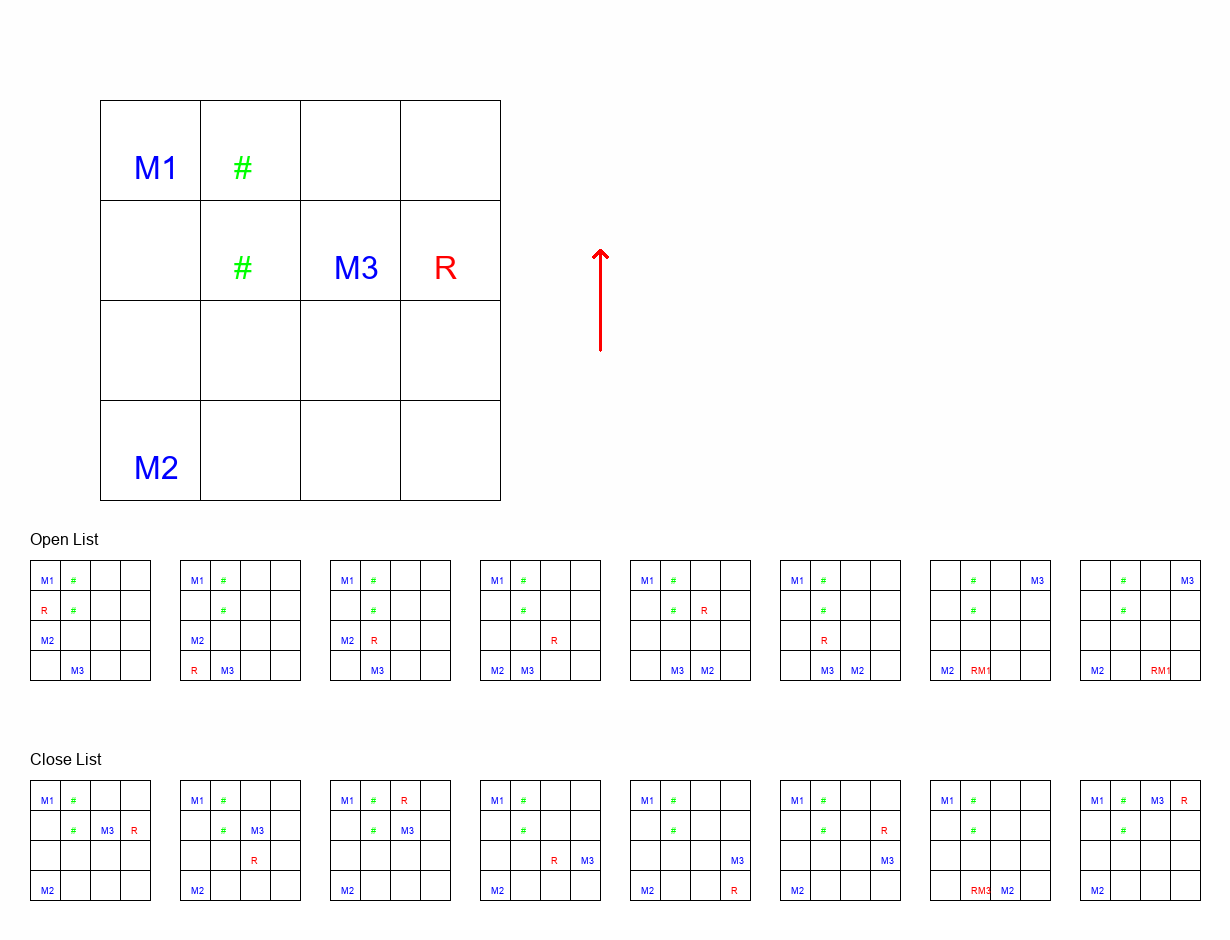 M1 #
# M3 R
M2
Open List
M1 # M1 # M1 # M1 # M1 # M1 # # M3 # M3
R # # # # # R # # #
M2 M2 M2 R R R
M3 R M3 M3 M2 M3 M3 M2 M3 M2 M2 RM1 M2 RM1
Close List
M1 # M1 # M1 # R M1 # M1 # M1 # M1 # M1 # M3 R
# M3 R # M3 # M3 # # # R # #
R R M3 M3 M3
M2 M2 M2 M2 M2 R M2 RM3 M2 M2